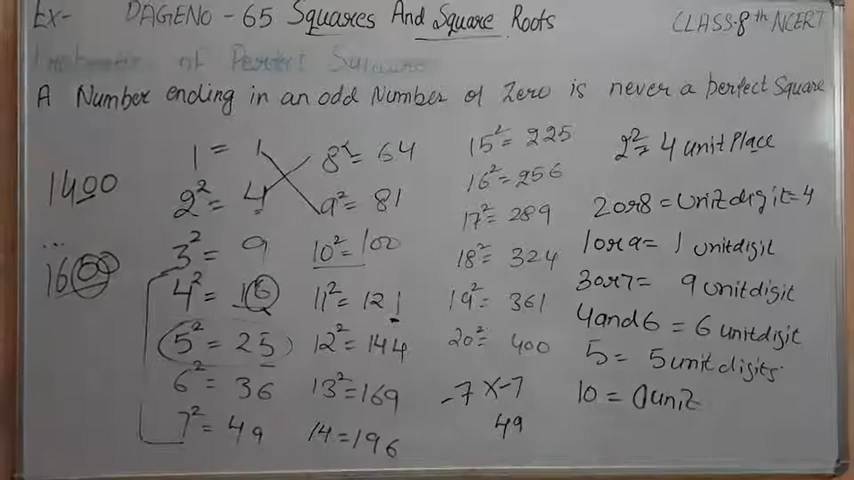 Ex- PAGENO - 65 Squares And Square Roots CLASS-8th NCERT
of Perfect Square
A Number ending in an odd Number of Zero is never a perfect Square
1400
...
1600
1 = 1
2² = 4
3² = 9
4² = 16
5² = 25
6² = 36
7² = 49
8² = 64
9² = 81
10² = 100
11² = 121
12² = 144
13² = 169
14 = 196
15² = 225
16² = 256
17² = 289
18² = 324
19² = 361
20² = 400
-7 x -7
49
2² = 4 unit Place
2 or 8 = Unit digit = 4
1 or 9 = 1 unit digit
3 or 7 = 9 unit digit
4 and 6 = 6 unit digit
5 = 5 unit digits
10 = 0 unit